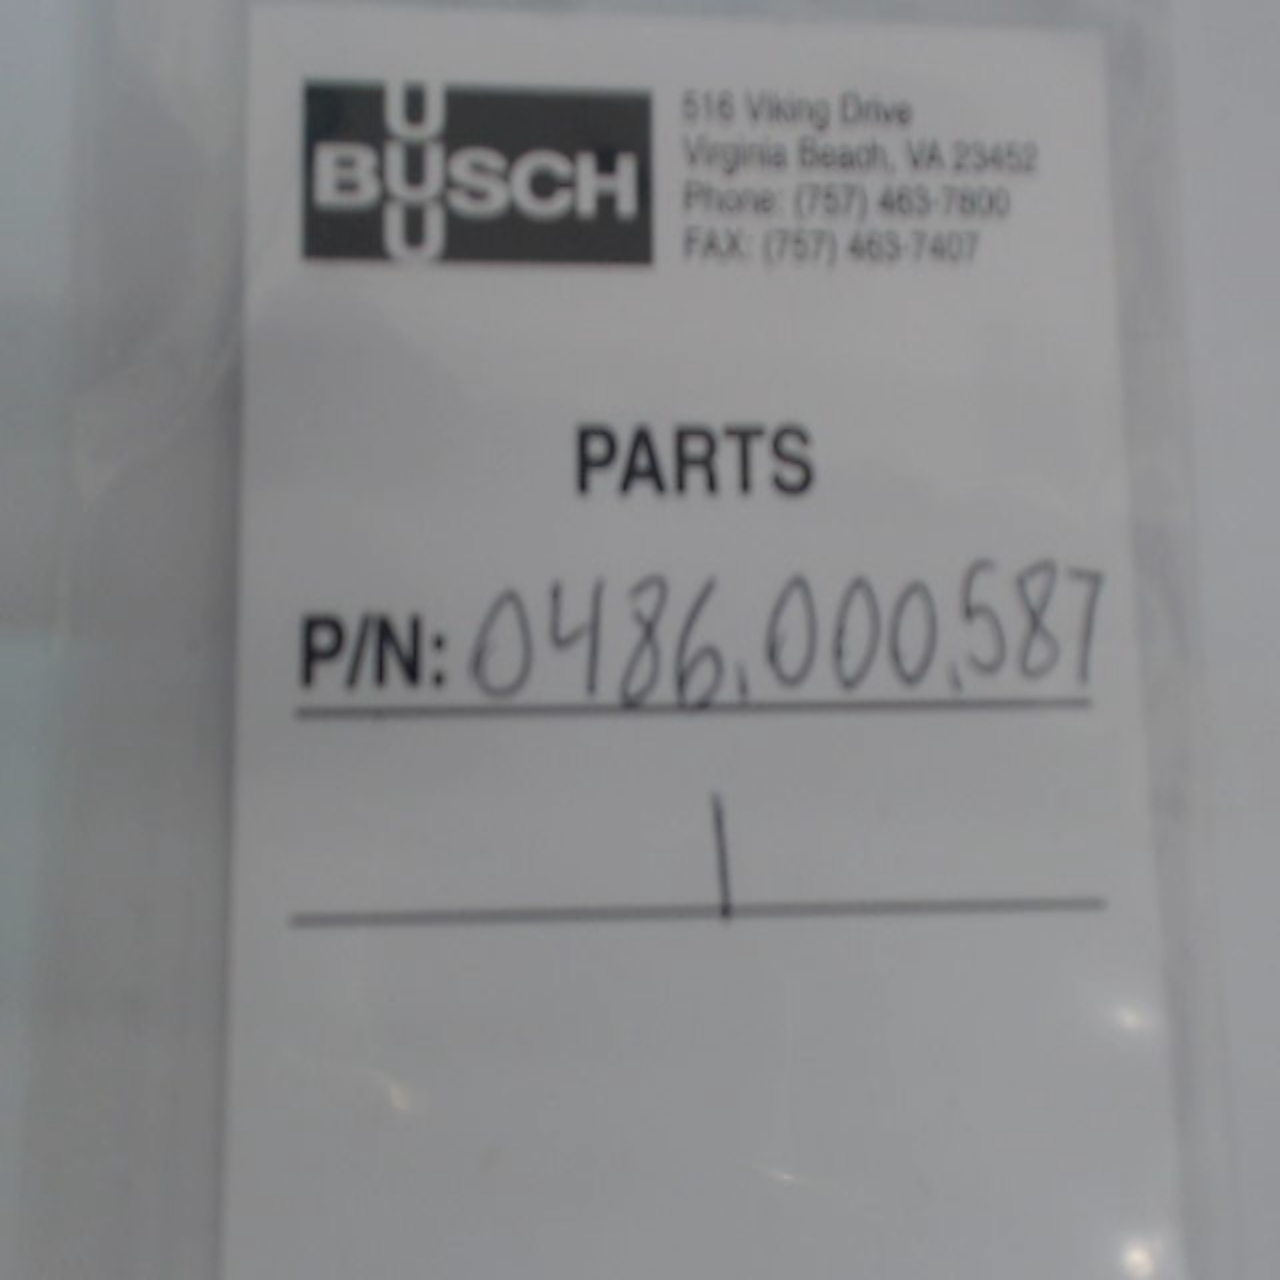 BUSCH
516 Viking Drive
Virginia Beach, VA 23452
Phone: (757) 463-7800
FAX: (757) 463-7407
PARTS
P/N: 0486.000.587
1